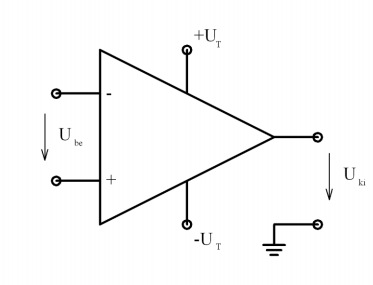 +U_T
-
U_be
+
U_ki
-U_T